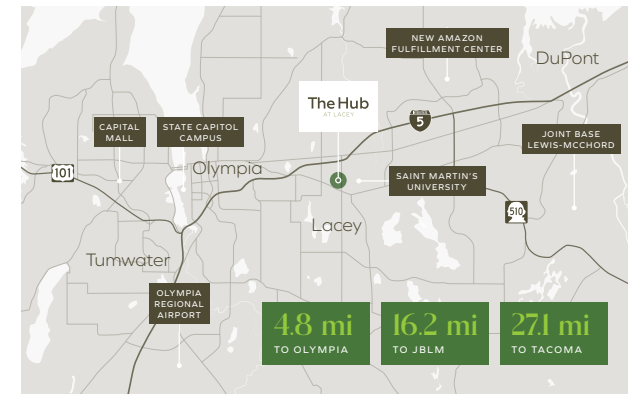 NEW AMAZON
FULFILLMENT CENTER
DuPont
The Hub
AT LACEY
5
CAPITAL
MALL
STATE CAPITOL
CAMPUS
JOINT BASE
LEWIS-MCCHORD
Olympia
101
SAINT MARTIN'S
UNIVERSITY
510
Lacey
Tumwater
OLYMPIA
REGIONAL
AIRPORT
4.8 mi
TO OLYMPIA
16.2 mi
TO JBLM
27.1 mi
TO TACOMA